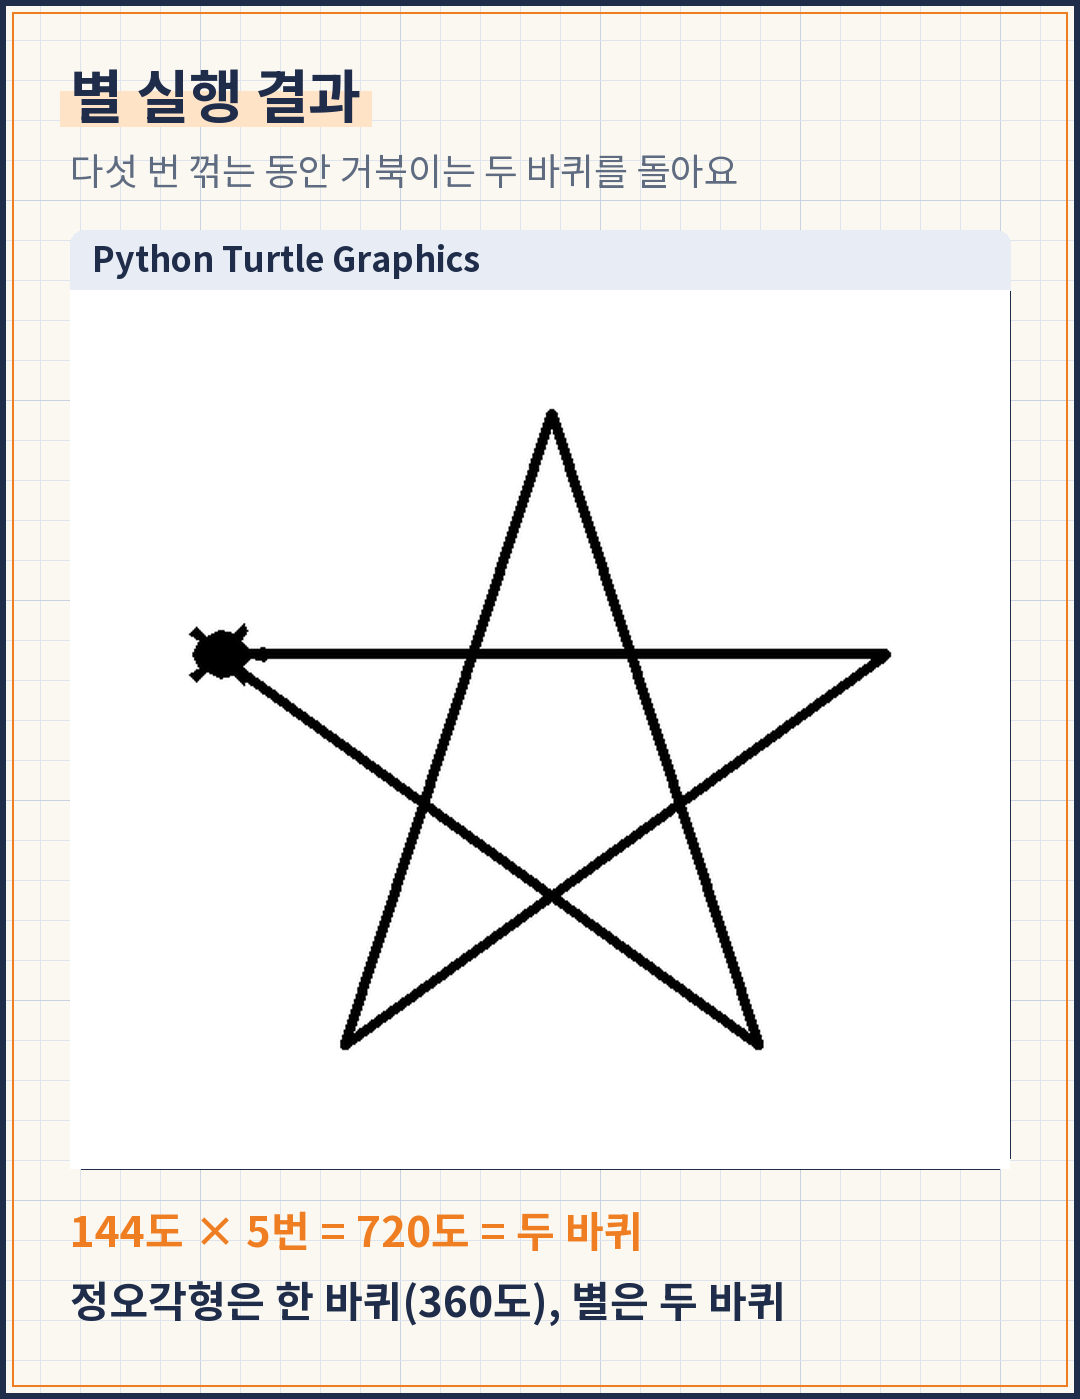 별 실행 결과
다섯 번 꺾는 동안 거북이는 두 바퀴를 돌아요
Python Turtle Graphics
144도 × 5번 = 720도 = 두 바퀴
정오각형은 한 바퀴(360도), 별은 두 바퀴